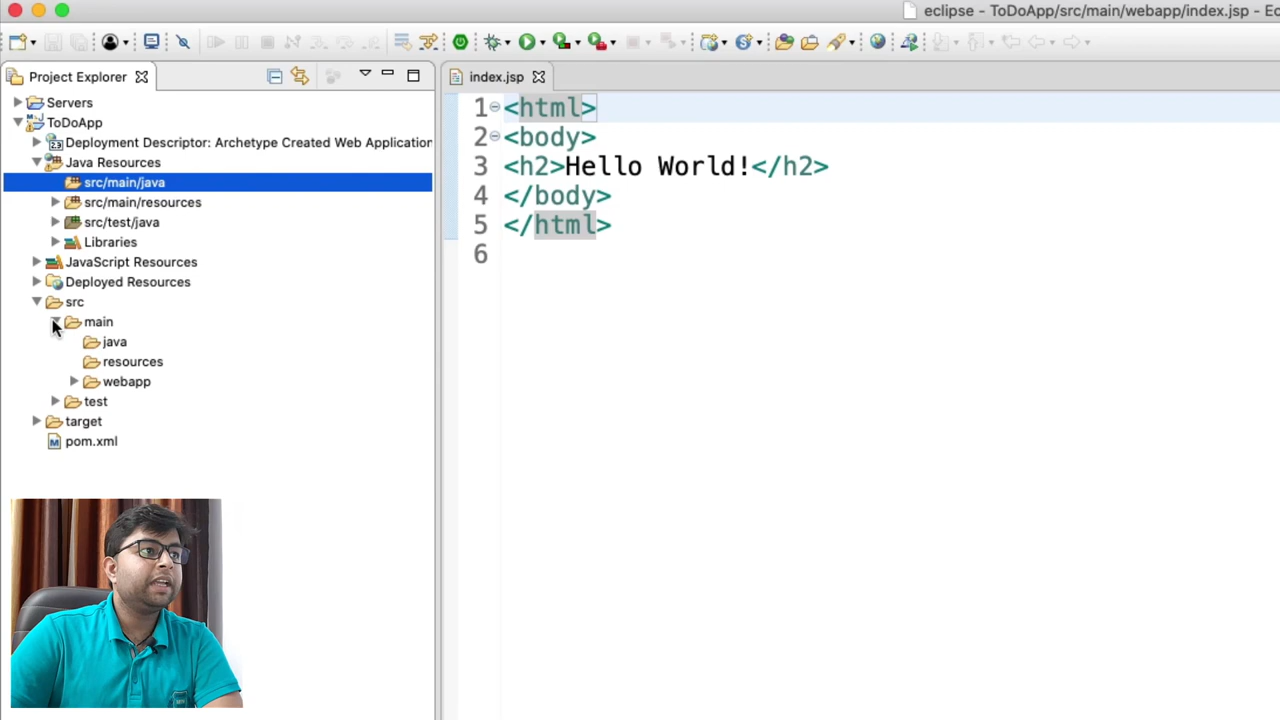 eclipse - ToDoApp/src/main/webapp/index.jsp - Ec
Project Explorer
Servers
ToDoApp
Deployment Descriptor: Archetype Created Web Application
Java Resources
src/main/java
src/main/resources
src/test/java
Libraries
JavaScript Resources
Deployed Resources
src
main
java
resources
webapp
test
target
pom.xml
index.jsp
1 <html>
2 <body>
3 <h2>Hello World!</h2>
4 </body>
5 </html>
6